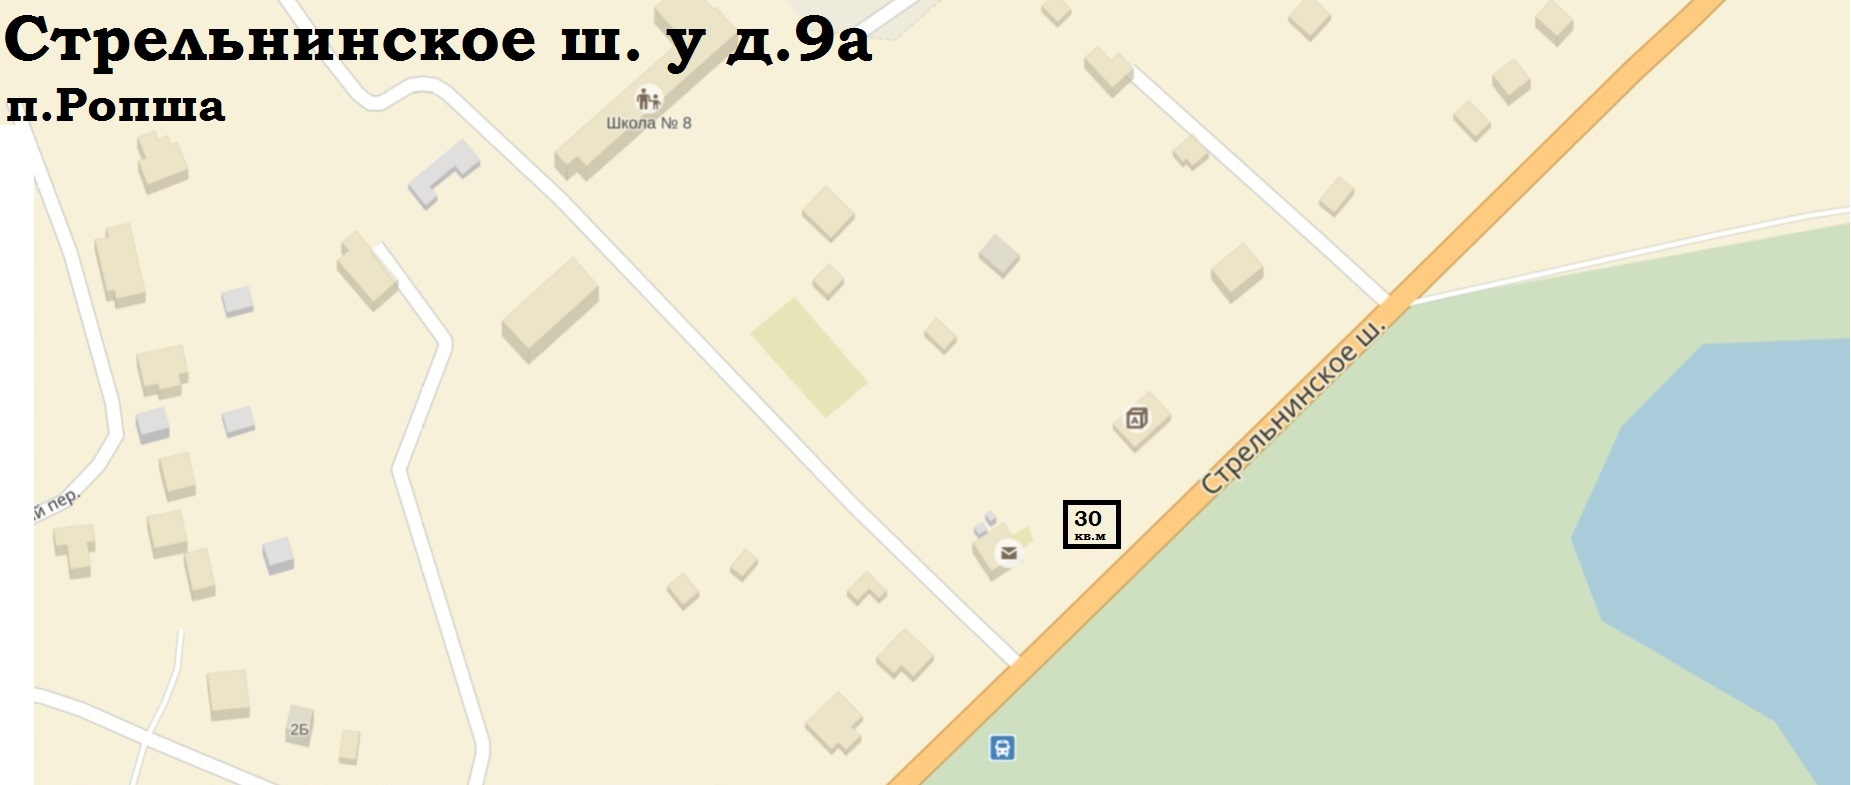 Стрельнинское ш. у д.9а
п.Ропша
Школа № 8
Стрельнинское ш.
А
30
кв.м
й пер.
2Б